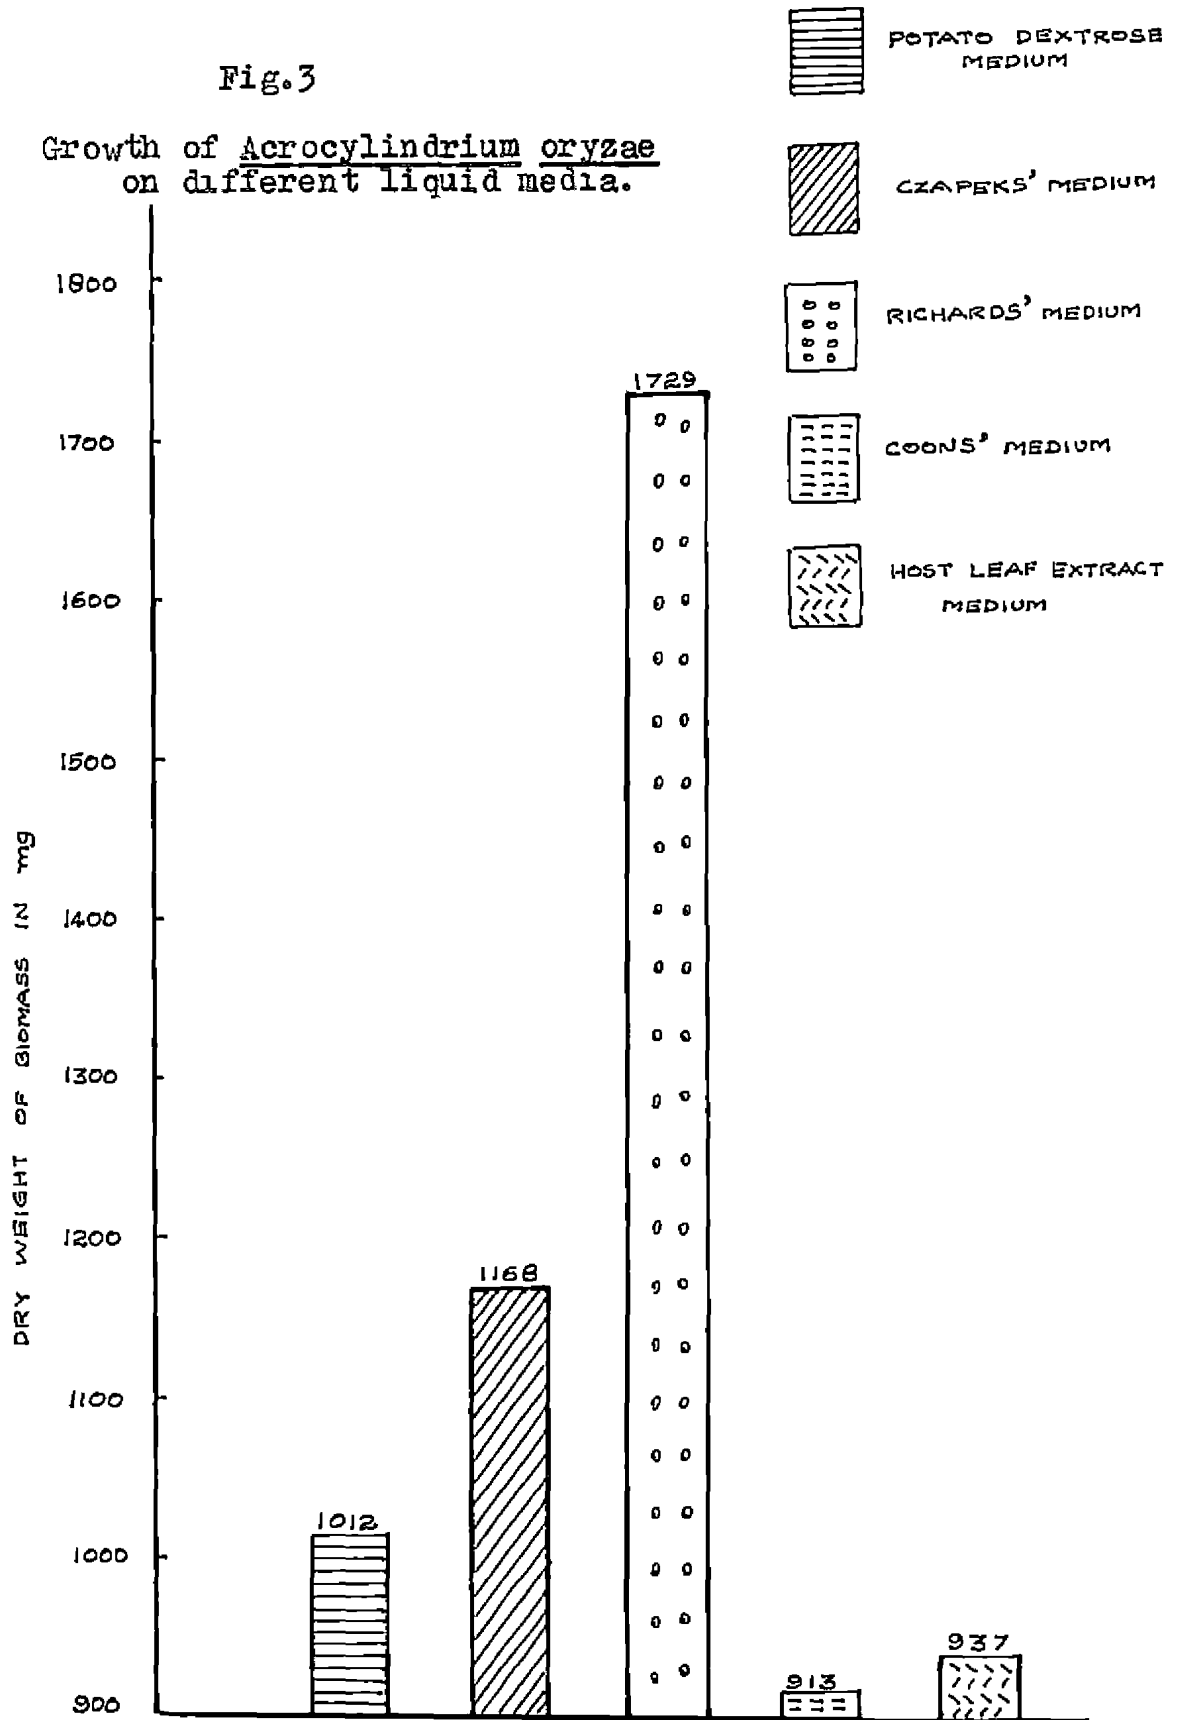 Fig.3
Growth of Acrocylindrium oryzae
on different liquid media.
POTATO DEXTROSE
MEDIUM
CZAPEKS' MEDIUM
RICHARDS' MEDIUM
COONS' MEDIUM
HOST LEAF EXTRACT
MEDIUM
DRY WEIGHT OF BIOMASS IN mg
1800
1700
1600
1500
1400
1300
1200
1100
1000
900
1012
1168
1729
913
937